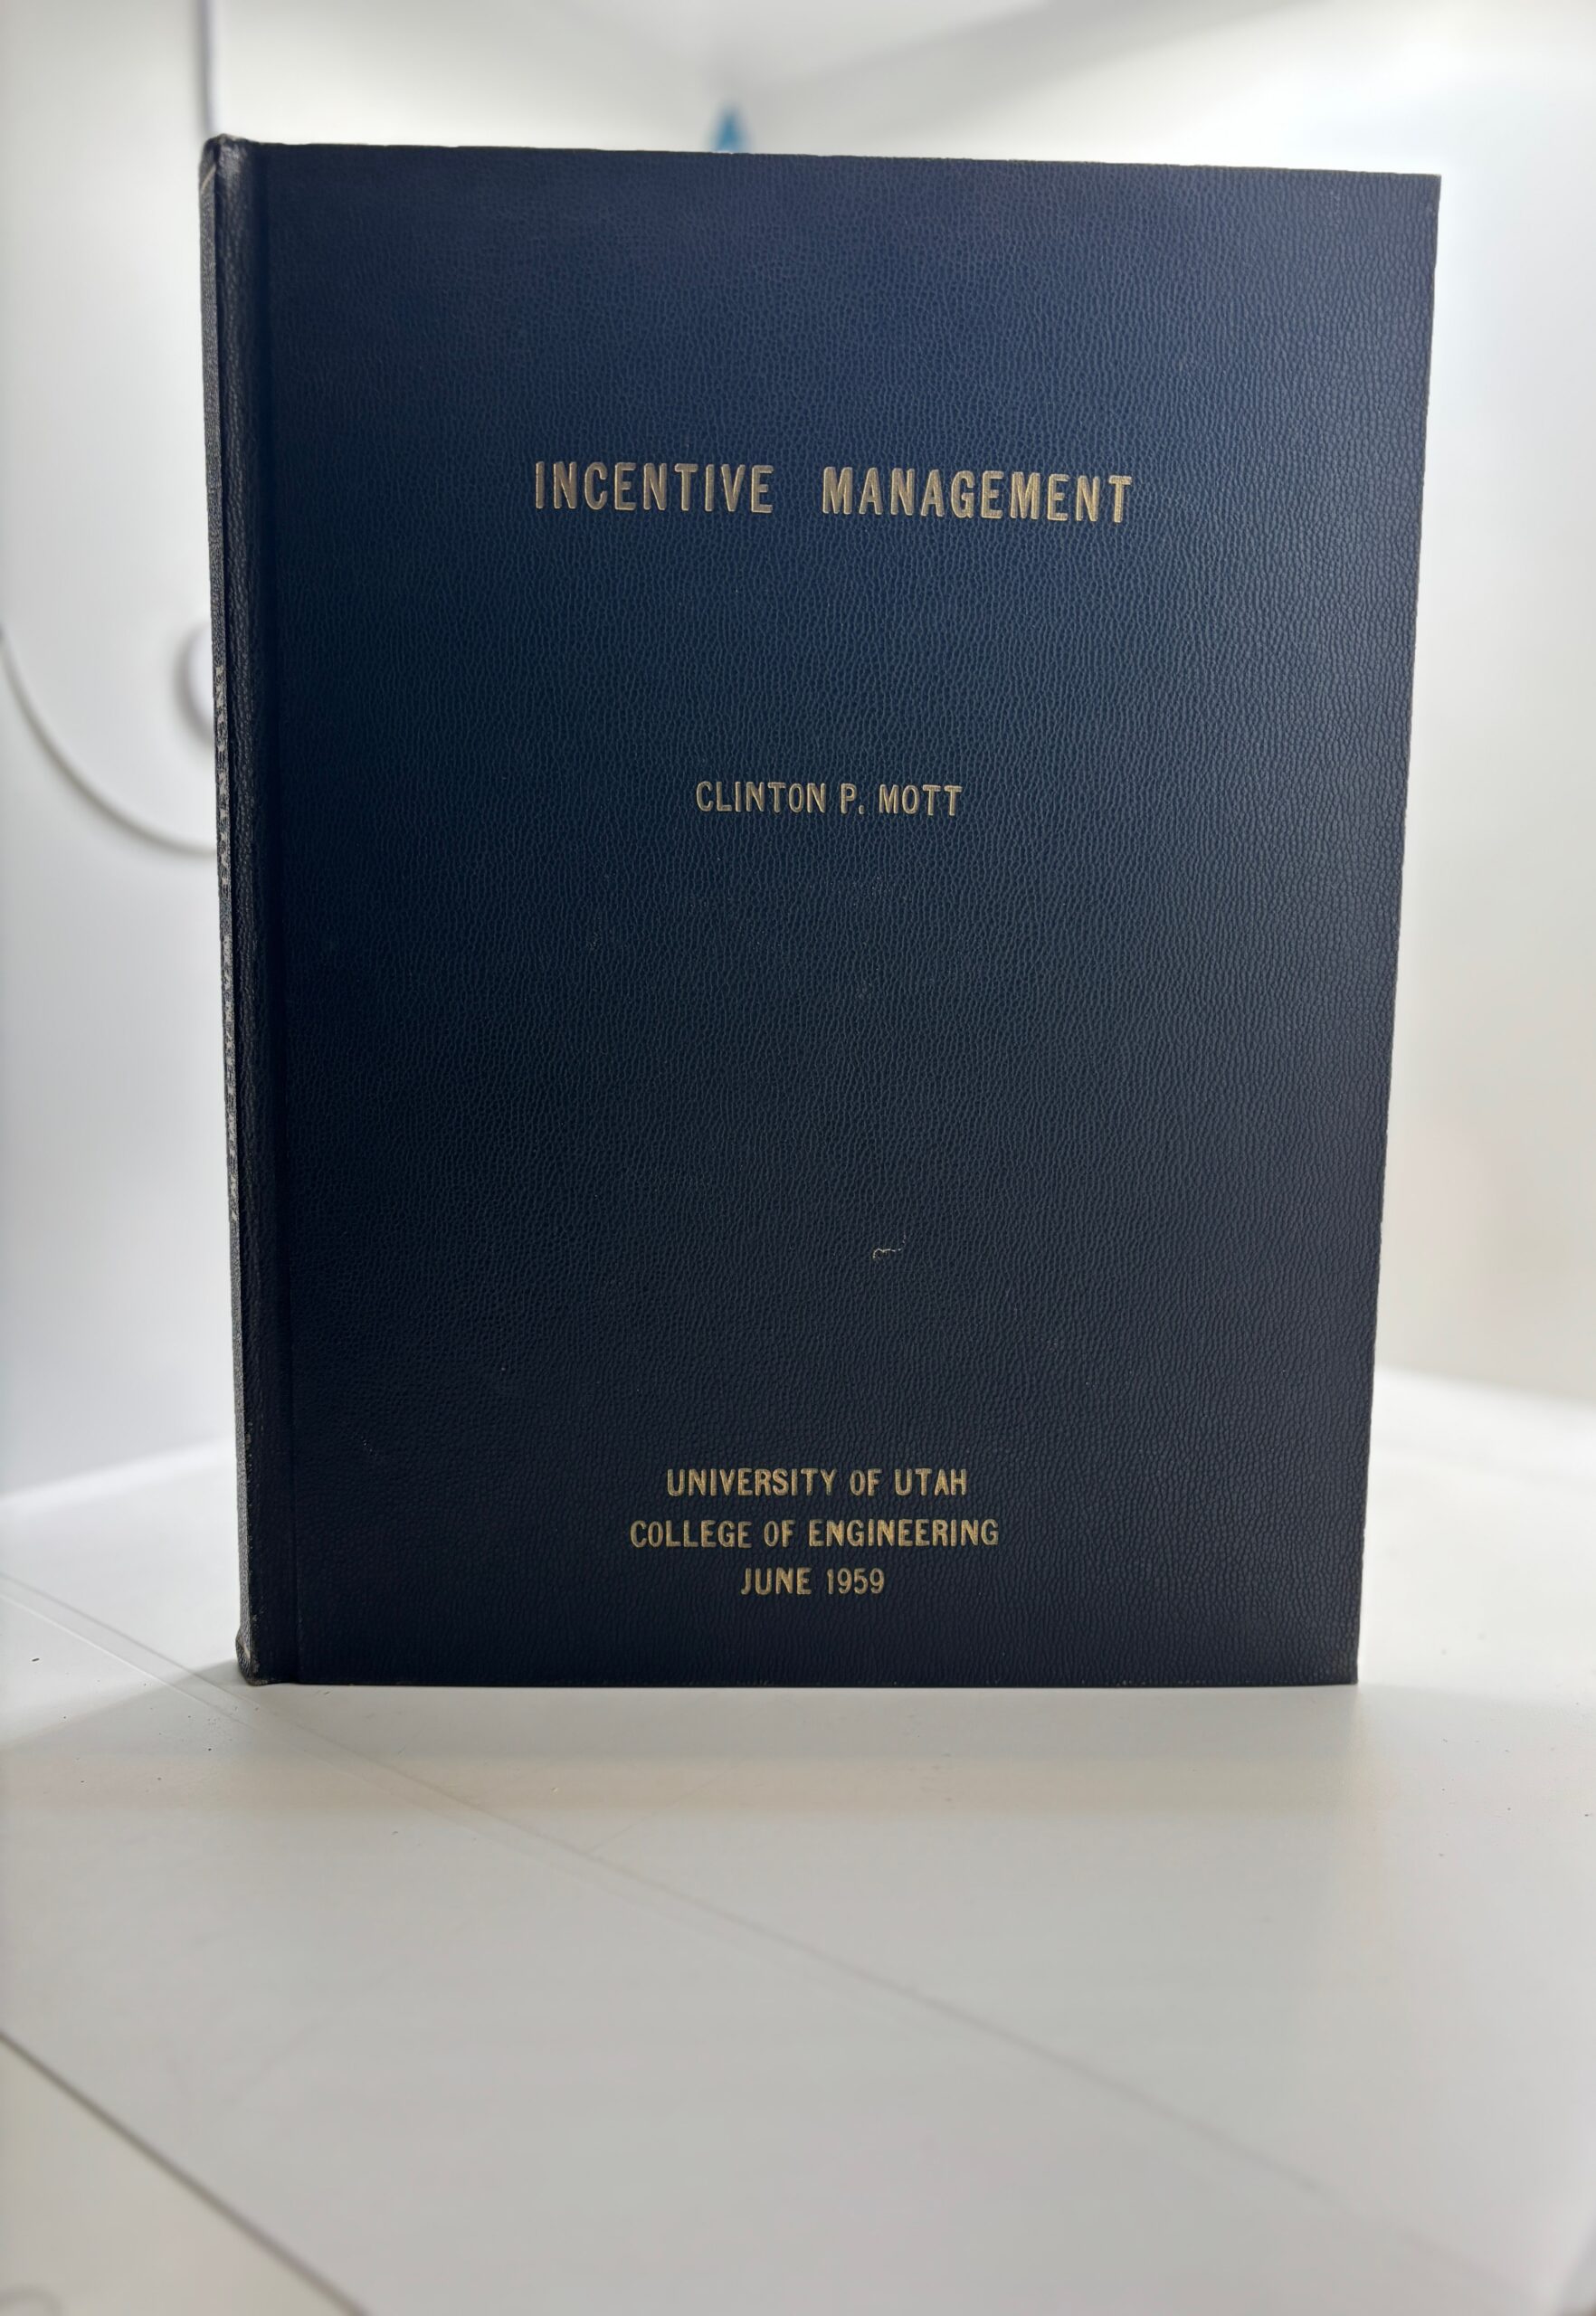 INCENTIVE MANAGEMENT
CLINTON P. MOTT
UNIVERSITY OF UTAH
COLLEGE OF ENGINEERING
JUNE 1959